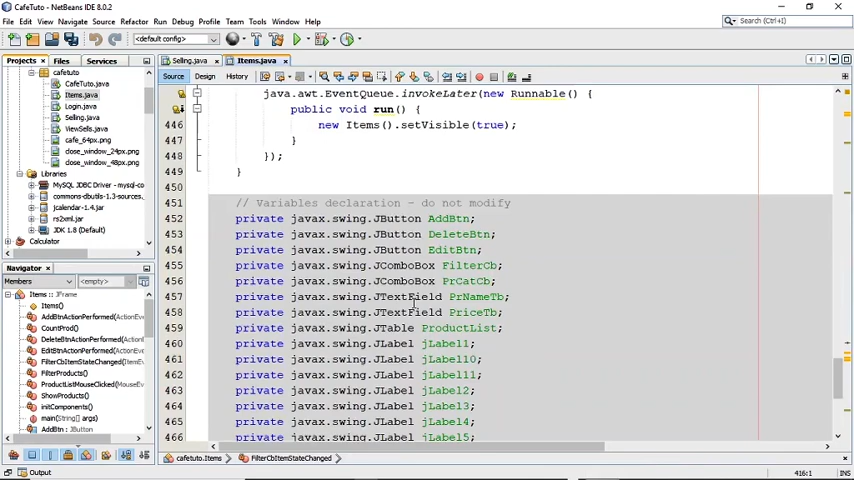 CafeTuto - NetBeans IDE 8.0.2
File Edit View Navigate Source Refactor Run Debug Profile Team Tools Window Help
Search (Ctrl+I)
<default config>
Projects Files Services
cafetuto
CafeTuto.java
Items.java
Login.java
Selling.java
ViewSells.java
cafe_64px.png
close_window_24px.png
close_window_48px.png
Libraries
MySQL JDBC Driver - mysql-co
commons-dbutils-1.3-sources.
jcalendar-1.4.jar
rs2xml.jar
JDK 1.8 (Default)
Calculator
Navigator
Members <empty>
Items :: JFrame
Items()
AddBtnActionPerformed(ActionEv
CountProd()
DeleteBtnActionPerformed(Action
EditBtnActionPerformed(ActionEv
FilterCbItemStateChanged(ItemEv
FilterProducts()
ProductListMouseClicked(MouseE
ShowProducts()
initComponents()
main(String[] args)
AddBtn : JButton
Output
Selling.java Items.java
Source Design History
java.awt.EventQueue.invokeLater(new Runnable() {
public void run() {
446 new Items().setVisible(true);
447 }
448 });
449 }
450
451 // Variables declaration - do not modify
452 private javax.swing.JButton AddBtn;
453 private javax.swing.JButton DeleteBtn;
454 private javax.swing.JButton EditBtn;
455 private javax.swing.JComboBox FilterCb;
456 private javax.swing.JComboBox PrCatCb;
457 private javax.swing.JTextField PrNameTb;
458 private javax.swing.JTextField PriceTb;
459 private javax.swing.JTable ProductList;
460 private javax.swing.JLabel jLabel1;
461 private javax.swing.JLabel jLabel10;
462 private javax.swing.JLabel jLabel11;
463 private javax.swing.JLabel jLabel2;
464 private javax.swing.JLabel jLabel3;
465 private javax.swing.JLabel jLabel4;
466 private javax.swing.JLabel jLabel5;
cafetuto.Items FilterCbItemStateChanged
416:1 INS